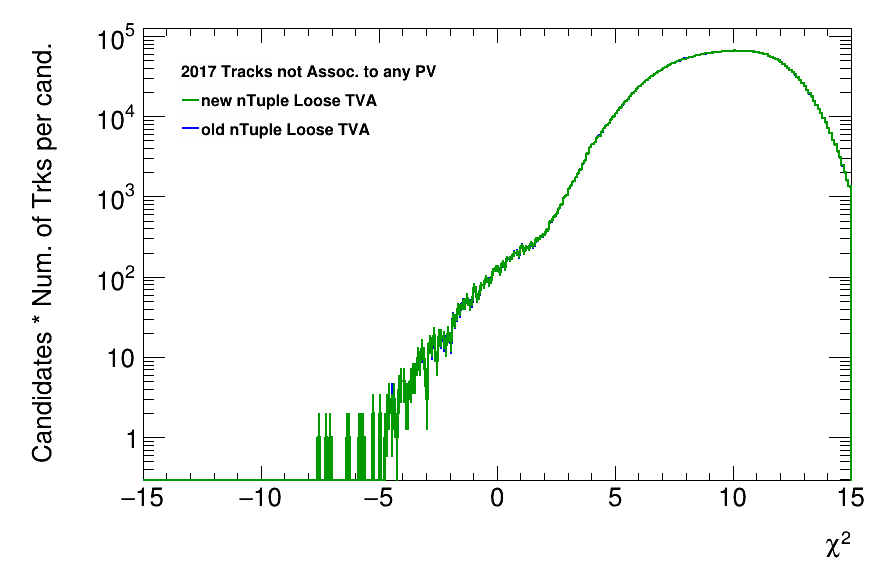 Candidates * Num. of Trks per cand.
10^5
10^4
10^3
10^2
10
1
2017 Tracks not Assoc. to any PV
new nTuple Loose TVA
old nTuple Loose TVA
−15 −10 −5 0 5 10 15
χ²